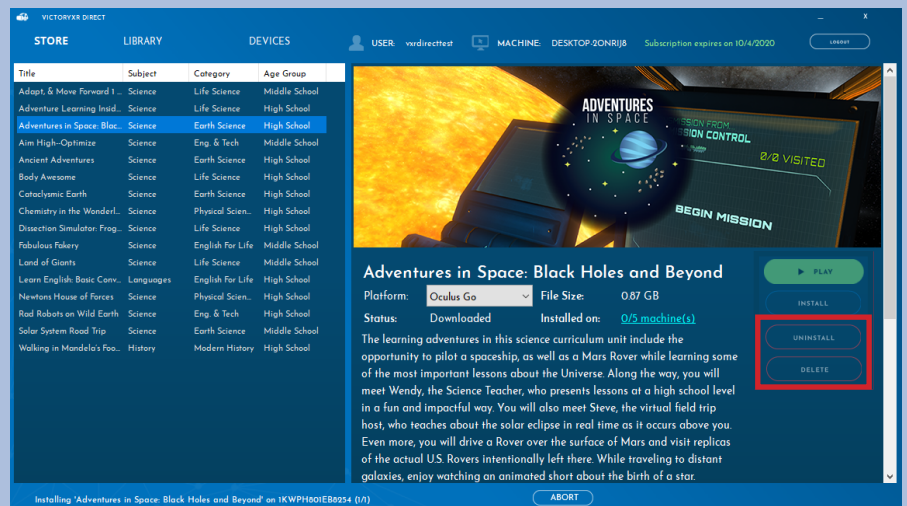 VICTORYXR DIRECT
_ X
STORE LIBRARY DEVICES USER: vxrdirecttest MACHINE: DESKTOP-2ONRIJ8 Subscription expires on 10/4/2020 LOGOUT
Title Subject Category Age Group
Adapt, & Move Forward 1 ... Science Life Science Middle School
Adventure Learning Insid... Science Life Science High School
Adventures in Space: Blac... Science Earth Science High School
Aim High--Optimize Science Eng. & Tech Middle School
Ancient Adventures Science Earth Science High School
Body Awesome Science Life Science High School
Cataclysmic Earth Science Earth Science High School
Chemistry in the Wonderl... Science Physical Scien... High School
Dissection Simulator: Frog... Science Life Science High School
Fabulous Fakery Science English For Life Middle School
Land of Giants Science Life Science Middle School
Learn English: Basic Conv... Languages English For Life High School
Newtons House of Forces Science Physical Scien... High School
Rad Robots on Wild Earth Science Eng. & Tech High School
Solar System Road Trip Science Earth Science Middle School
Walking in Mandela's Foo... History Modern History High School
ADVENTURES
IN SPACE
SSION FROM
SSION CONTROL
0/0 VISITED
BEGIN MISSION
Adventures in Space: Black Holes and Beyond
Platform: Oculus Go File Size: 0.87 GB
Status: Downloaded Installed on: 0/5 machine(s)
PLAY
INSTALL
UNINSTALL
DELETE
The learning adventures in this science curriculum unit include the
opportunity to pilot a spaceship, as well as a Mars Rover while learning some
of the most important lessons about the Universe. Along the way, you will
meet Wendy, the Science Teacher, who presents lessons at a high school level
in a fun and impactful way. You will also meet Steve, the virtual field trip
host, who teaches about the solar eclipse in real time as it occurs above you.
Even more, you will drive a Rover over the surface of Mars and visit replicas
of the actual U.S. Rovers intentionally left there. While traveling to distant
galaxies, enjoy watching an animated short about the birth of a star.
Installing 'Adventures in Space: Black Holes and Beyond' on 1KWPH801EB8254 (1/1) ABORT